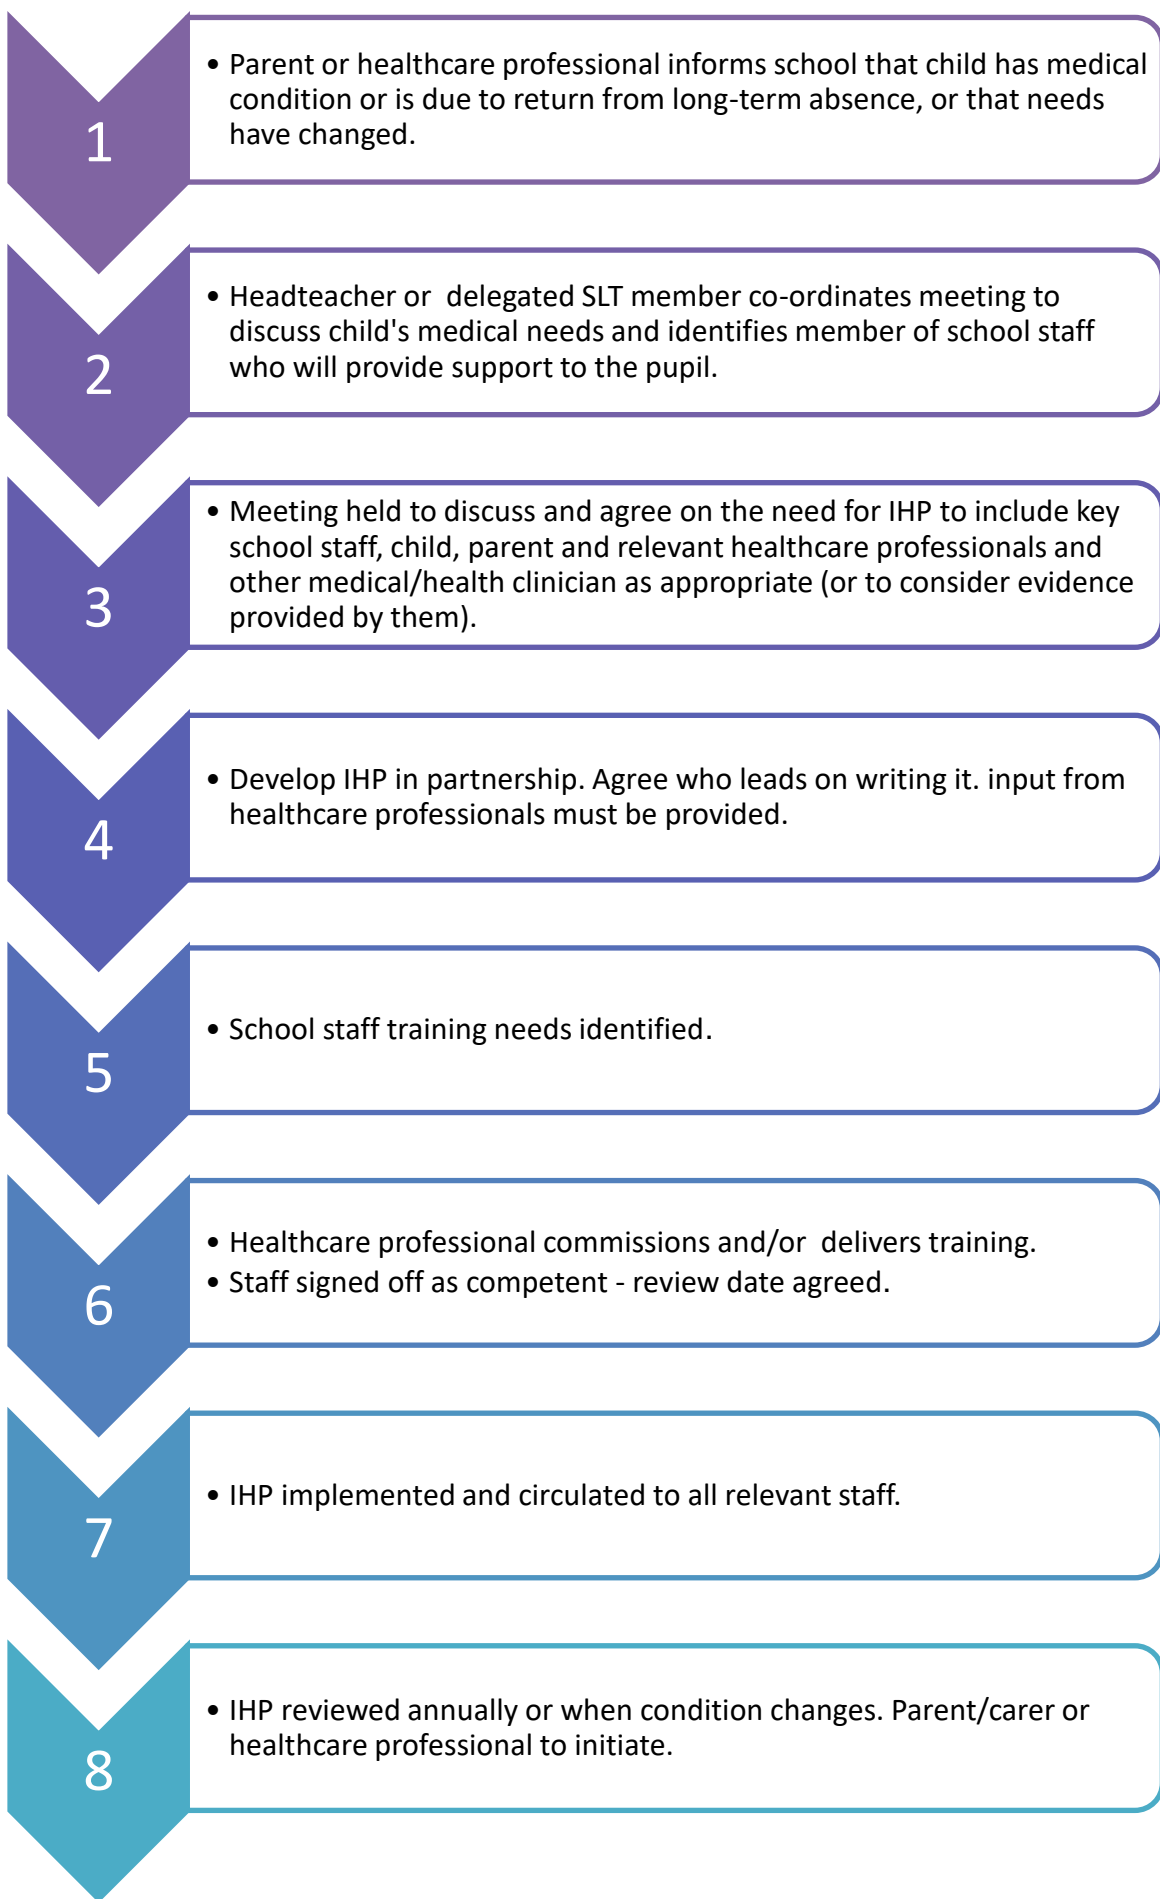 1
• Parent or healthcare professional informs school that child has medical
condition or is due to return from long-term absence, or that needs
have changed.
2
• Headteacher or  delegated SLT member co-ordinates meeting to
discuss child's medical needs and identifies member of school staff
who will provide support to the pupil.
3
• Meeting held to discuss and agree on the need for IHP to include key
school staff, child, parent and relevant healthcare professionals and
other medical/health clinician as appropriate (or to consider evidence
provided by them).
4
• Develop IHP in partnership. Agree who leads on writing it. input from
healthcare professionals must be provided.
5
• School staff training needs identified.
6
• Healthcare professional commissions and/or  delivers training.
• Staff signed off as competent - review date agreed.
7
• IHP implemented and circulated to all relevant staff.
8
• IHP reviewed annually or when condition changes. Parent/carer or
healthcare professional to initiate.